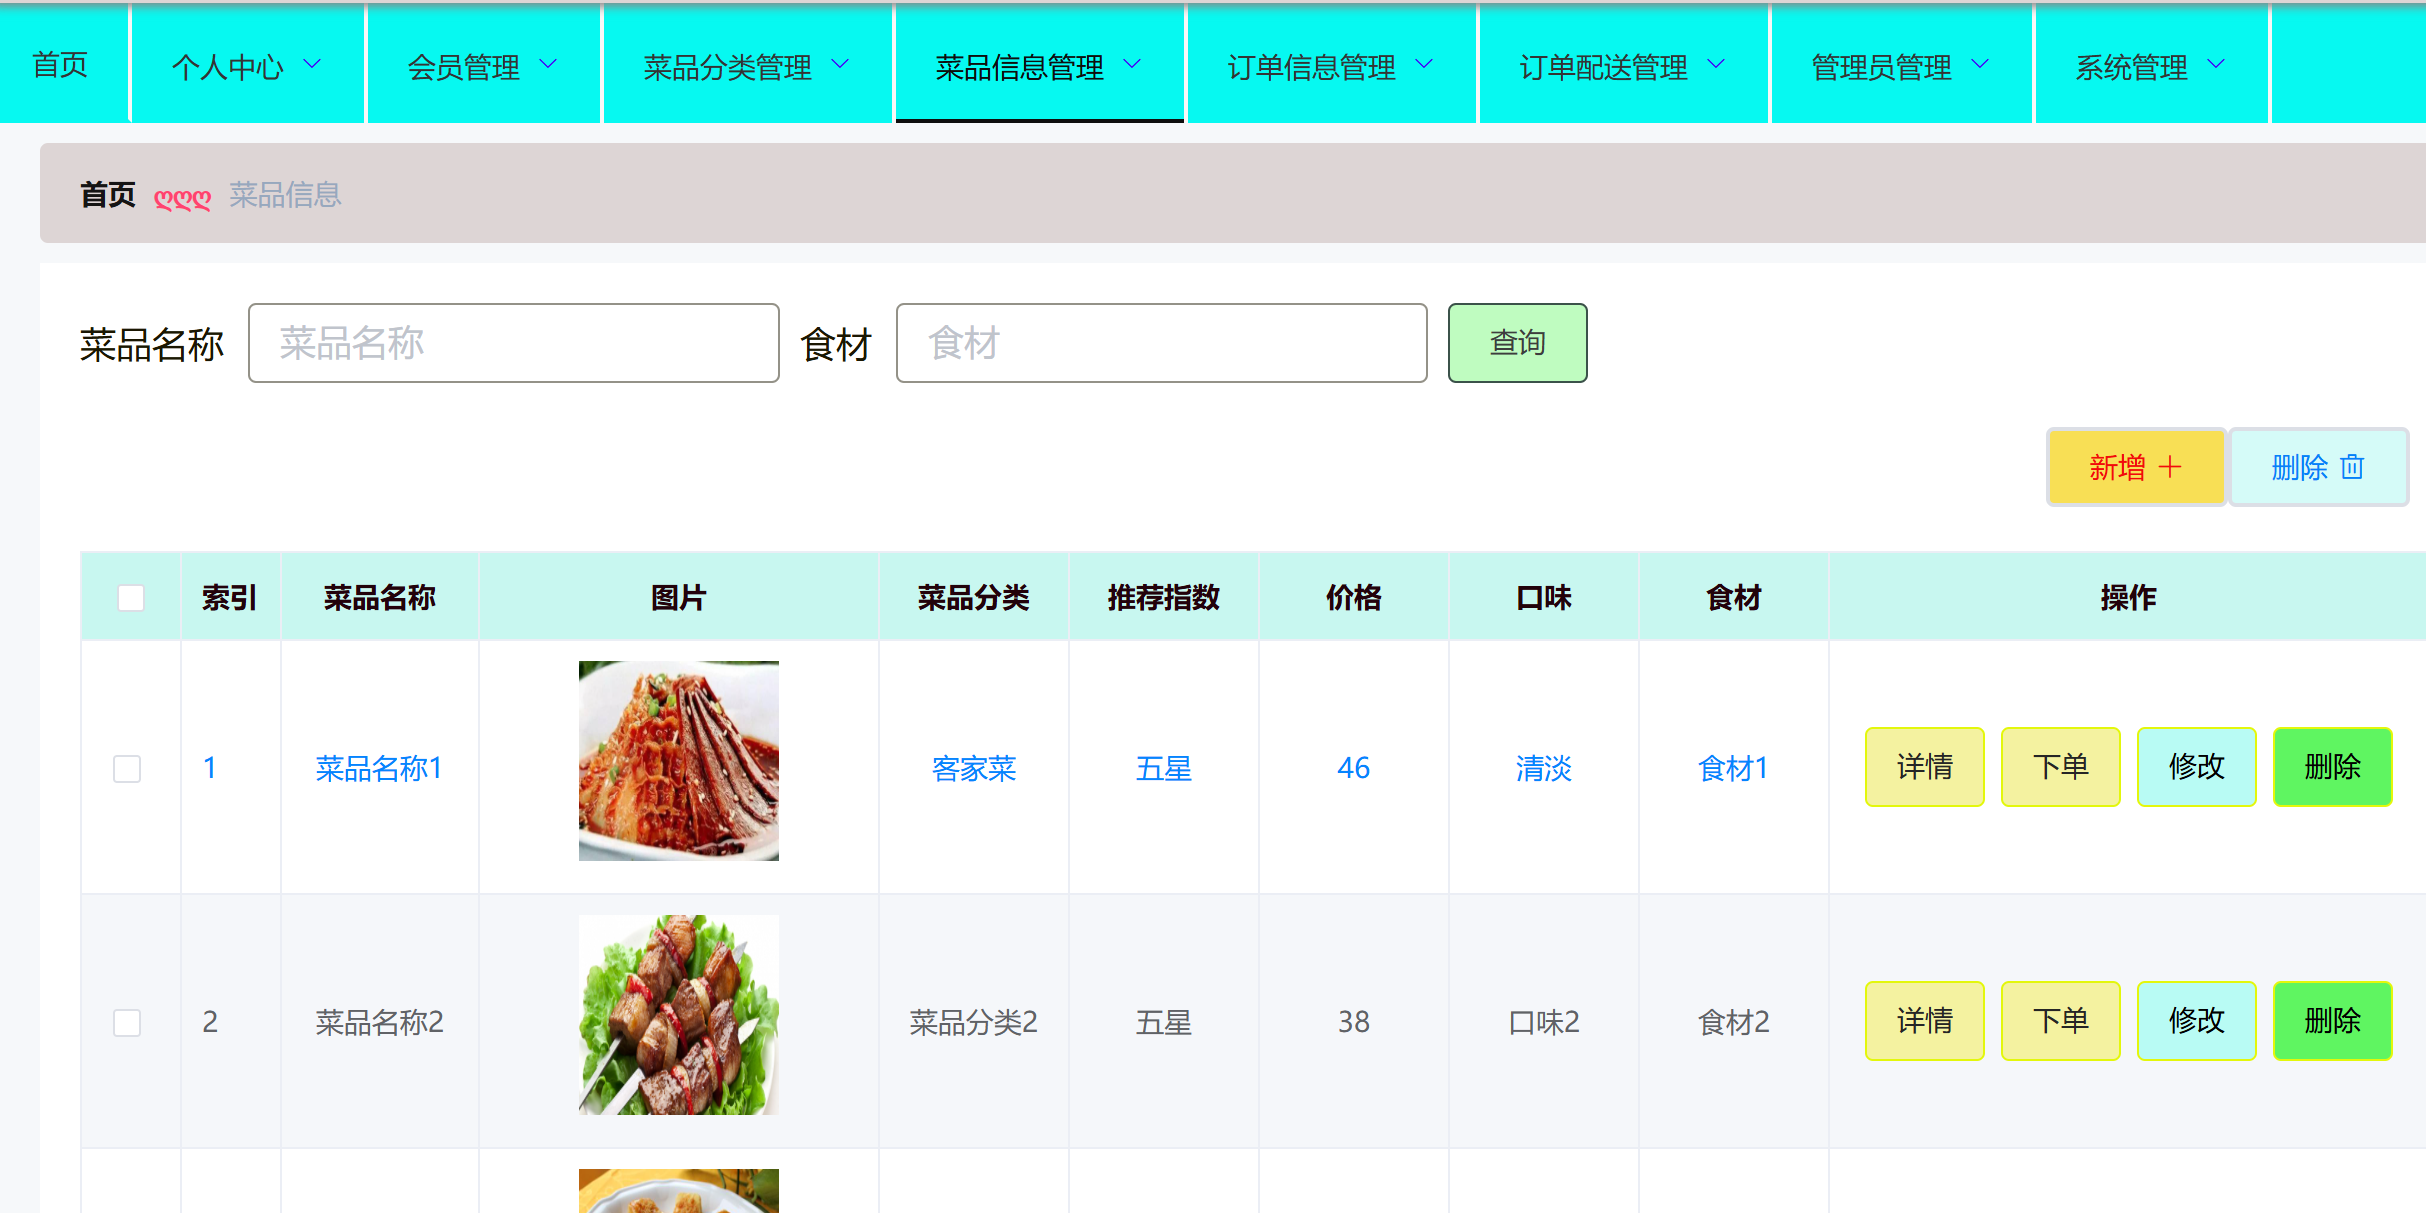 首页 个人中心 会员管理 菜品分类管理 菜品信息管理 订单信息管理 订单配送管理 管理员管理 系统管理
首页 ღღღ 菜品信息
菜品名称 菜品名称 食材 食材 查询
新增 删除
索引 菜品名称 图片 菜品分类 推荐指数 价格 口味 食材 操作
1 菜品名称1 客家菜 五星 46 清淡 食材1 详情 下单 修改 删除
2 菜品名称2 菜品分类2 五星 38 口味2 食材2 详情 下单 修改 删除